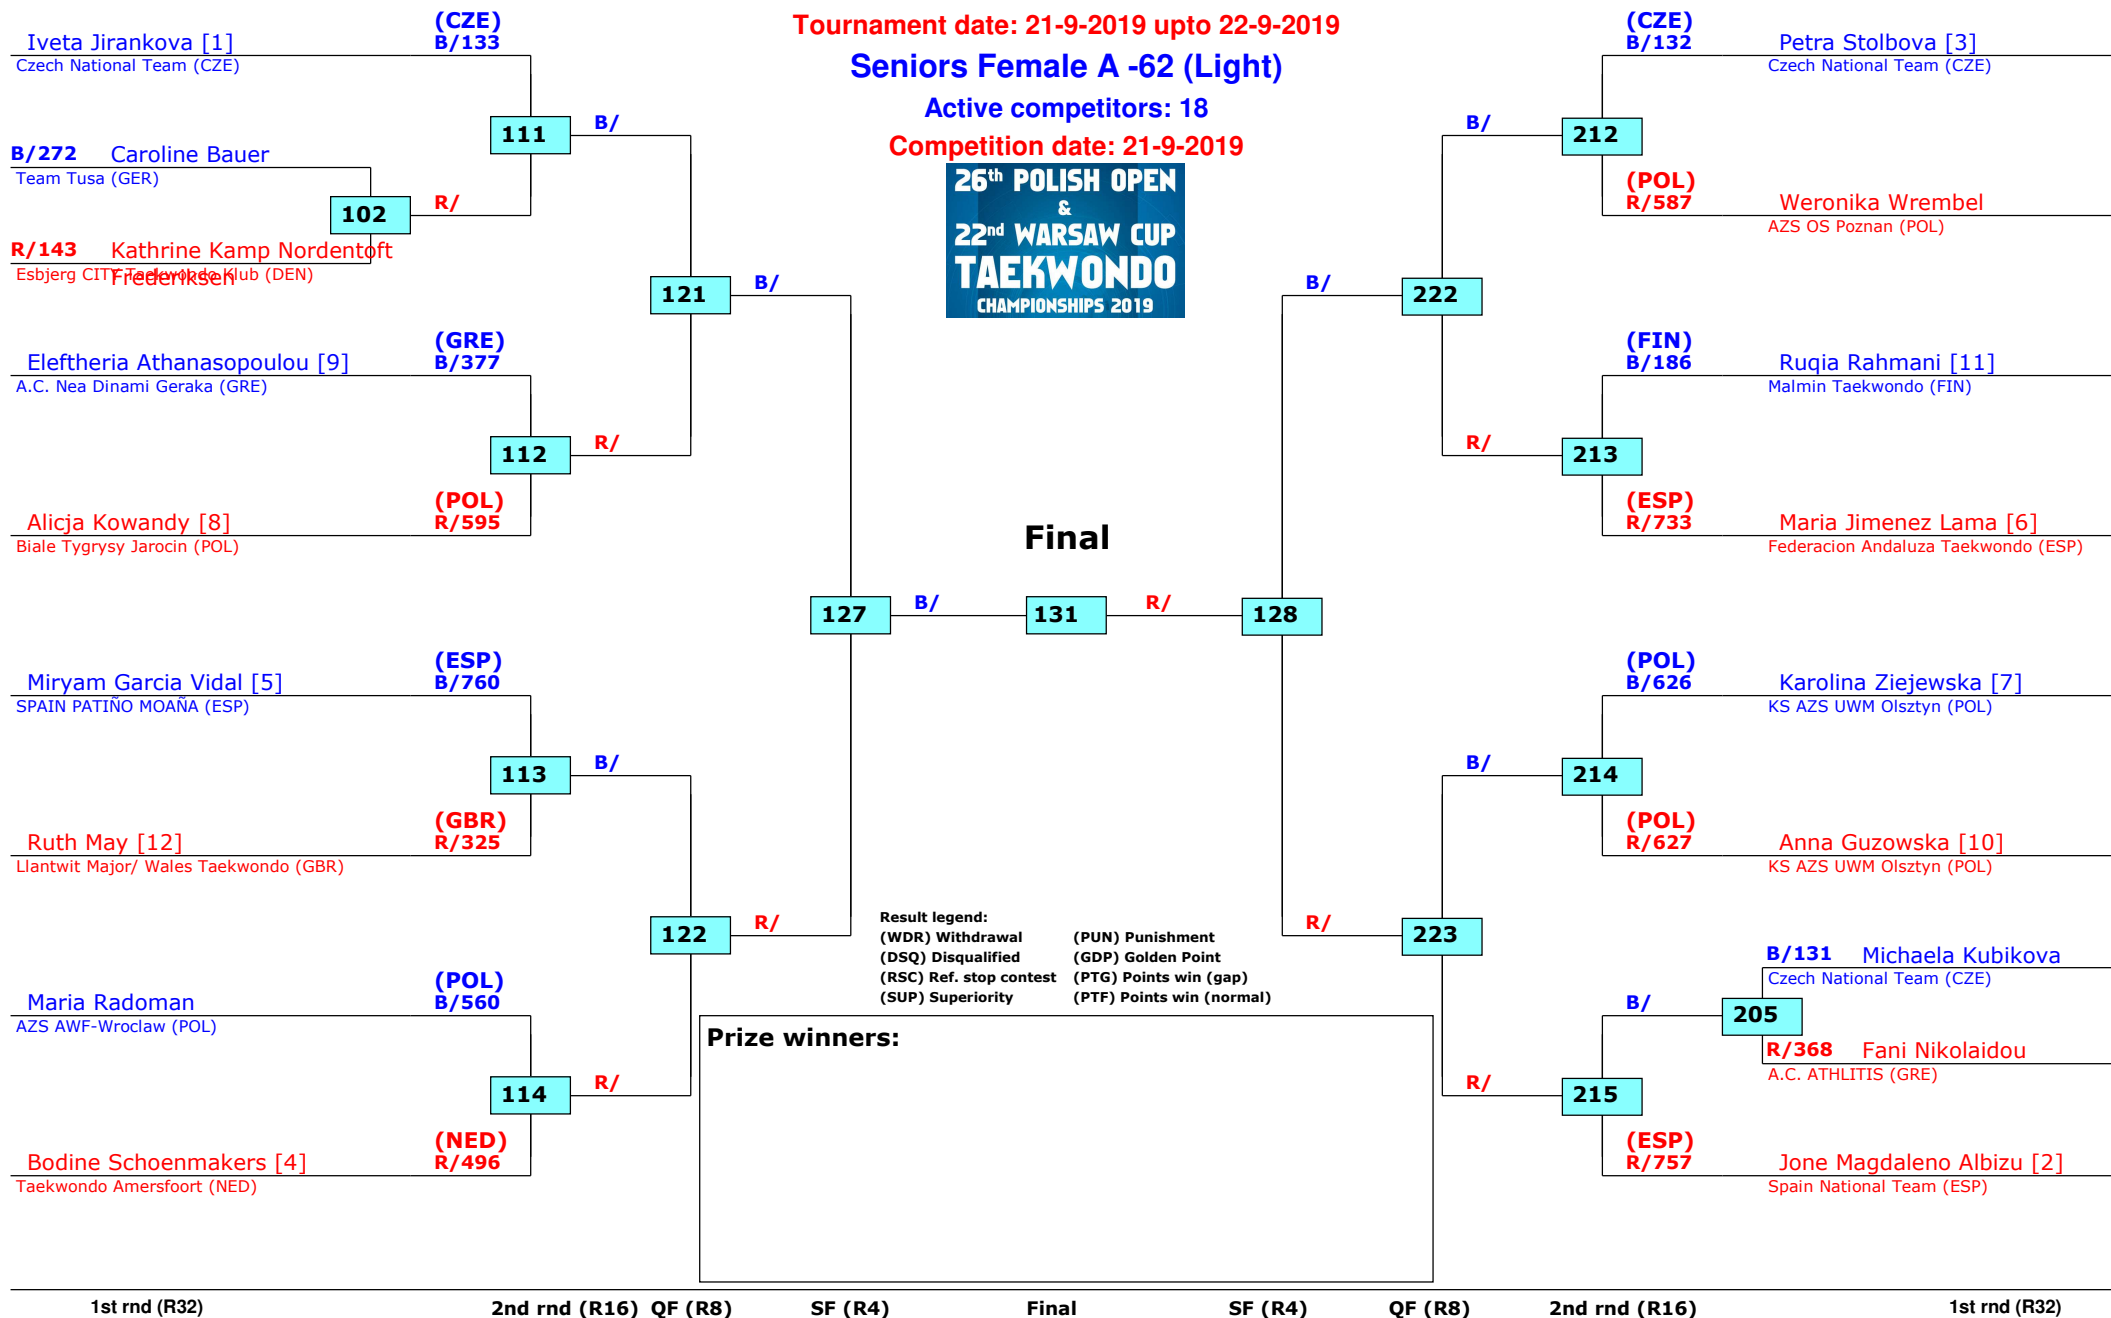 Tournament date: 21-9-2019 upto 22-9-2019
Seniors Female A -62 (Light)
Active competitors: 18
Competition date: 21-9-2019
26th POLISH OPEN
&
22nd WARSAW CUP
TAEKWONDO
CHAMPIONSHIPS 2019
(CZE)
Iveta Jirankova [1] B/133
Czech National Team (CZE)
111
B/
B/272 Caroline Bauer
Team Tusa (GER)
102
R/
R/143 Kathrine Kamp Nordentoft
Frederiksen
Esbjerg CITY Taekwondo Klub (DEN)
121
B/
(GRE)
Eleftheria Athanasopoulou [9] B/377
A.C. Nea Dinami Geraka (GRE)
112
R/
(POL)
Alicja Kowandy [8] R/595
Biale Tygrysy Jarocin (POL)
127
B/
(ESP)
Miryam Garcia Vidal [5] B/760
SPAIN PATIÑO MOAÑA (ESP)
113
B/
(GBR)
Ruth May [12] R/325
Llantwit Major/ Wales Taekwondo (GBR)
122
R/
(POL)
Maria Radoman B/560
AZS AWF-Wroclaw (POL)
114
R/
(NED)
Bodine Schoenmakers [4] R/496
Taekwondo Amersfoort (NED)
Final
131
R/
128
(CZE)
B/132 Petra Stolbova [3]
Czech National Team (CZE)
B/
212
(POL)
R/587 Weronika Wrembel
AZS OS Poznan (POL)
B/
222
(FIN)
B/186 Ruqia Rahmani [11]
Malmin Taekwondo (FIN)
R/
213
(ESP)
R/733 Maria Jimenez Lama [6]
Federacion Andaluza Taekwondo (ESP)
(POL)
B/626 Karolina Ziejewska [7]
KS AZS UWM Olsztyn (POL)
B/
214
(POL)
R/627 Anna Guzowska [10]
KS AZS UWM Olsztyn (POL)
R/
223
B/131 Michaela Kubikova
Czech National Team (CZE)
B/
205
R/368 Fani Nikolaidou
A.C. ATHLITIS (GRE)
R/
215
(ESP)
R/757 Jone Magdaleno Albizu [2]
Spain National Team (ESP)
Result legend:
(WDR) Withdrawal (PUN) Punishment
(DSQ) Disqualified (GDP) Golden Point
(RSC) Ref. stop contest (PTG) Points win (gap)
(SUP) Superiority (PTF) Points win (normal)
Prize winners:
1st rnd (R32) 2nd rnd (R16) QF (R8) SF (R4) Final SF (R4) QF (R8) 2nd rnd (R16) 1st rnd (R32)